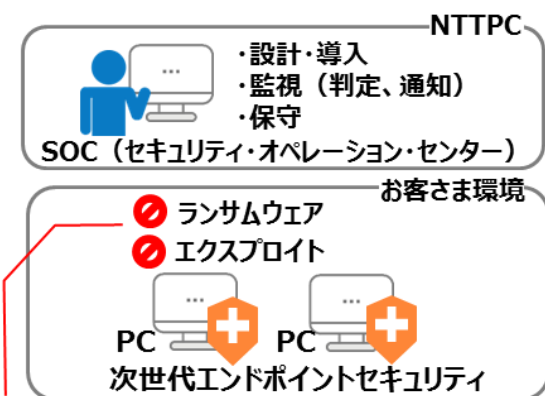 NTTPC
・設計・導入
・監視（判定、通知）
・保守
SOC（セキュリティ・オペレーション・センター）
お客さま環境
ランサムウェア
エクスプロイト
PC PC
次世代エンドポイントセキュリティ